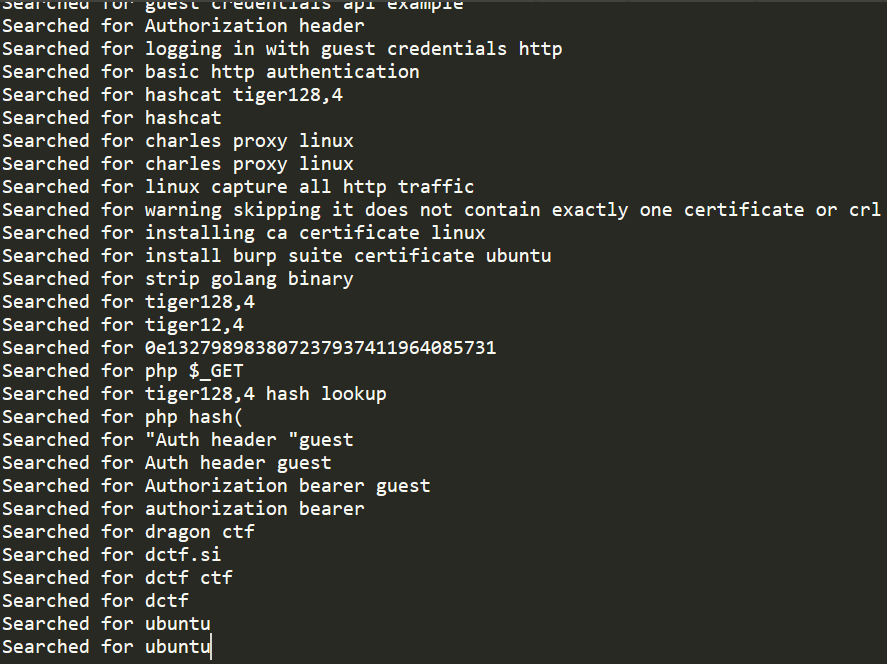 Searched for guest credentials api example
Searched for Authorization header
Searched for logging in with guest credentials http
Searched for basic http authentication
Searched for hashcat tiger128,4
Searched for hashcat
Searched for charles proxy linux
Searched for charles proxy linux
Searched for linux capture all http traffic
Searched for warning skipping it does not contain exactly one certificate or crl
Searched for installing ca certificate linux
Searched for install burp suite certificate ubuntu
Searched for strip golang binary
Searched for tiger128,4
Searched for tiger12,4
Searched for 0e132798983807237937411964085731
Searched for php $_GET
Searched for tiger128,4 hash lookup
Searched for php hash(
Searched for "Auth header "guest
Searched for Auth header guest
Searched for Authorization bearer guest
Searched for authorization bearer
Searched for dragon ctf
Searched for dctf.si
Searched for dctf ctf
Searched for dctf
Searched for ubuntu
Searched for ubuntu